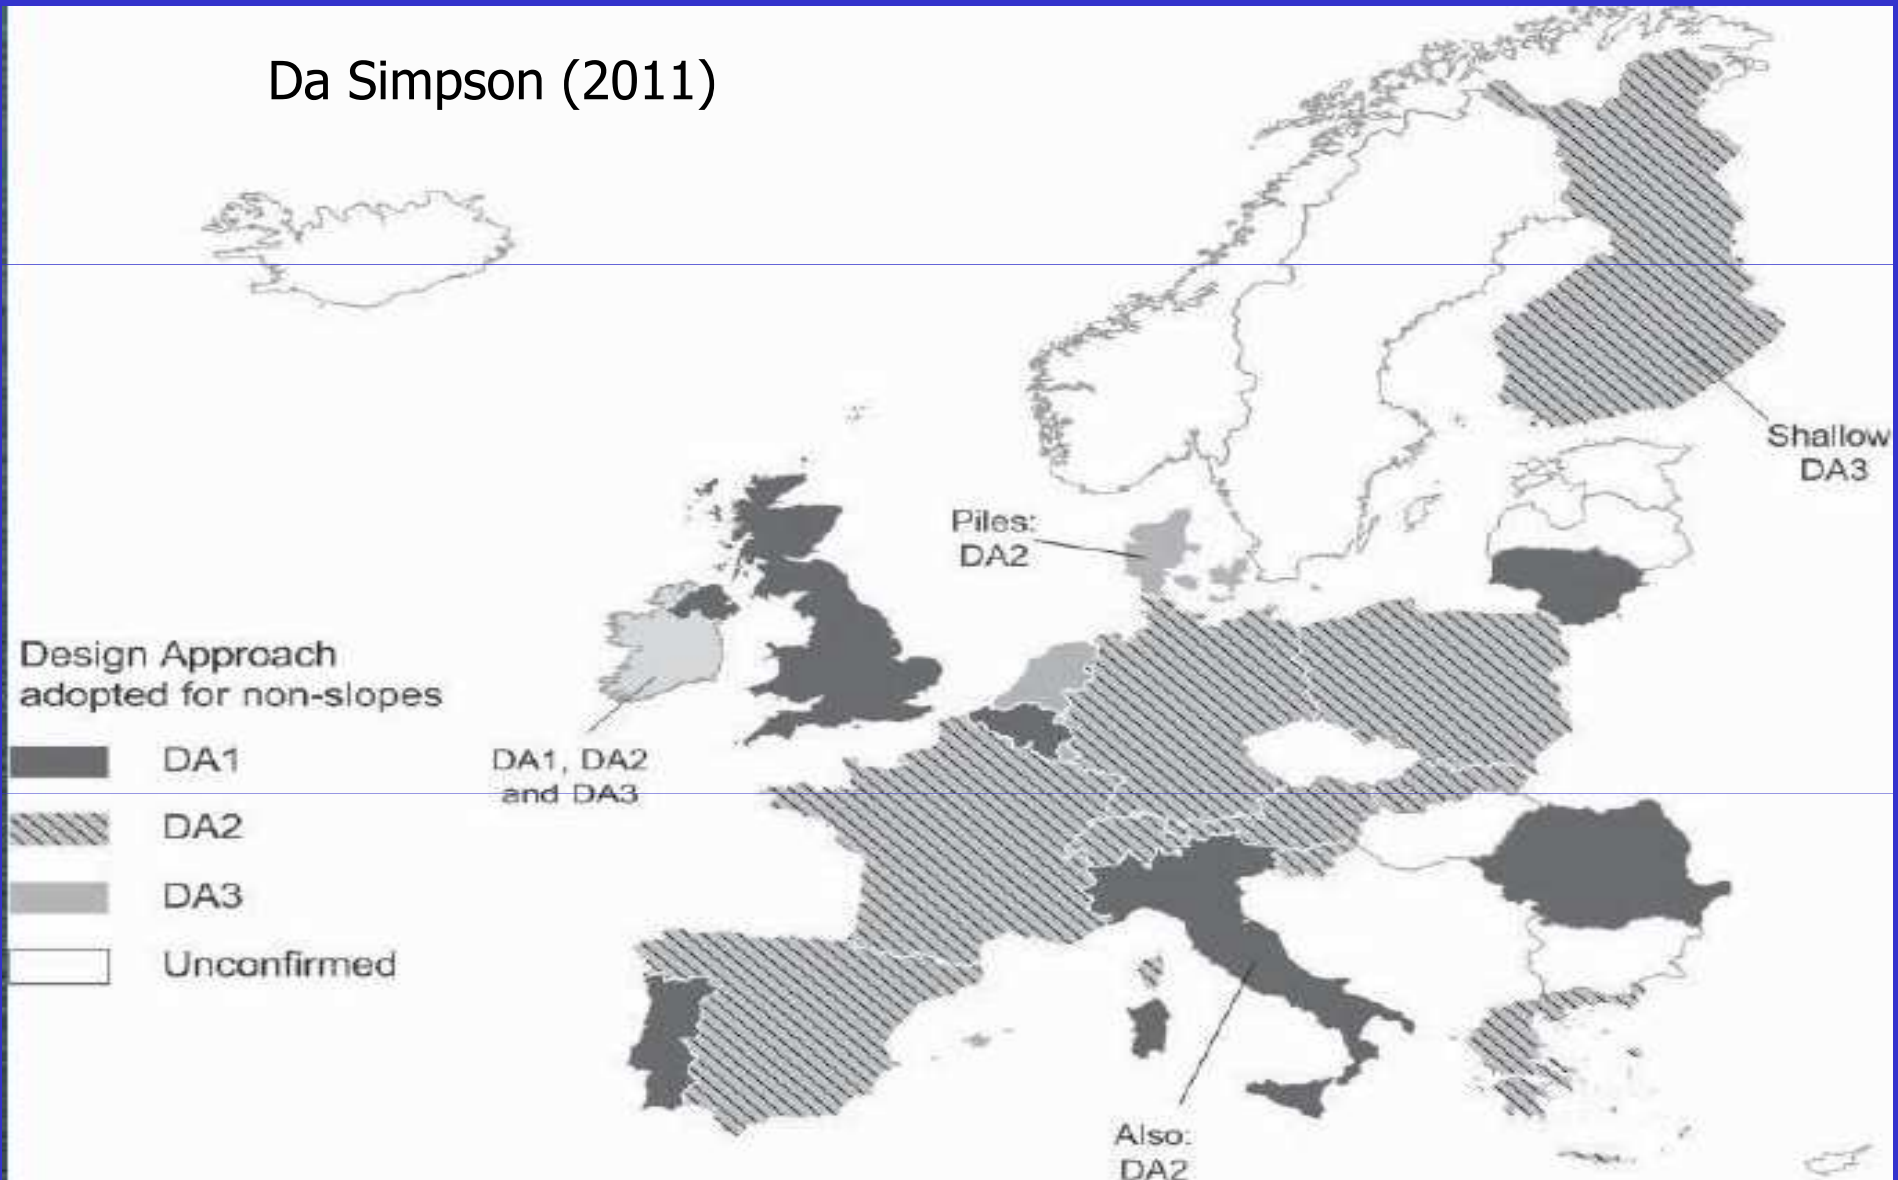 Da Simpson (2011)
Shallow
DA3
Piles:
DA2
Design Approach
adopted for non-slopes
DA1
DA2
DA3
Unconfirmed
DA1, DA2
and DA3
Also:
DA2